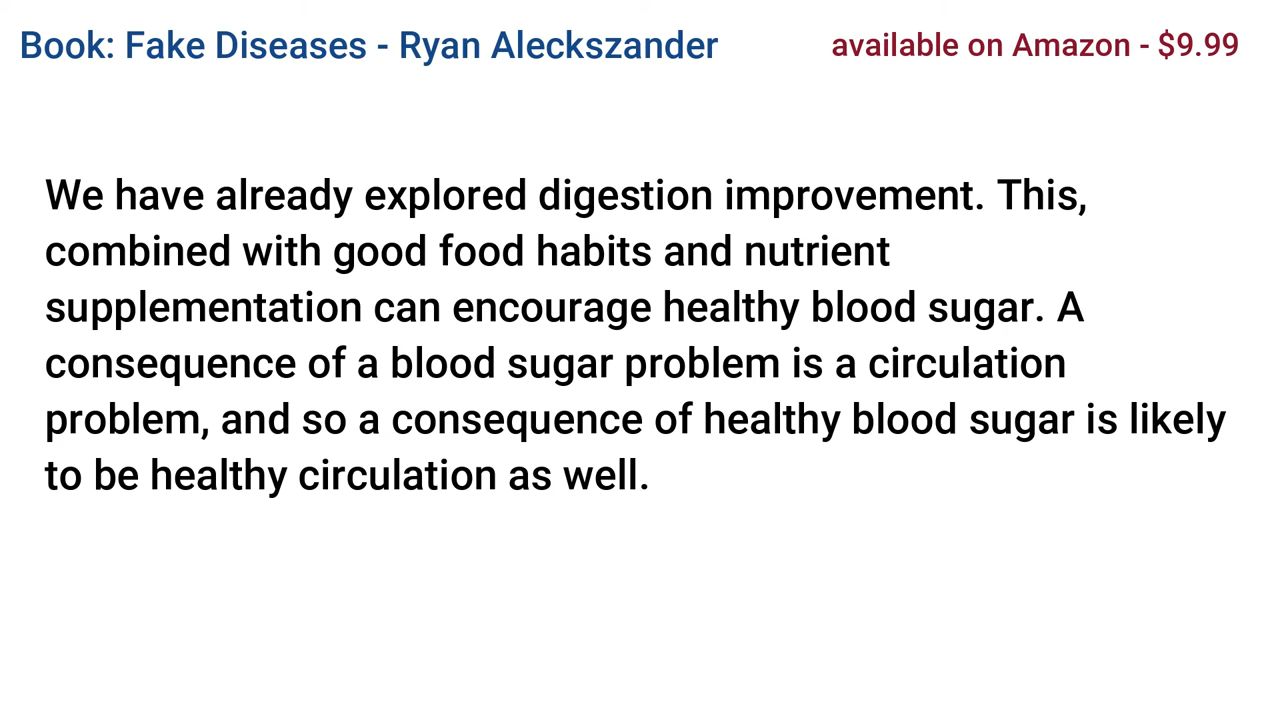 Book: Fake Diseases - Ryan Aleckszander
available on Amazon - $9.99
We have already explored digestion improvement. This,
combined with good food habits and nutrient
supplementation can encourage healthy blood sugar. A
consequence of a blood sugar problem is a circulation
problem, and so a consequence of healthy blood sugar is likely
to be healthy circulation as well.